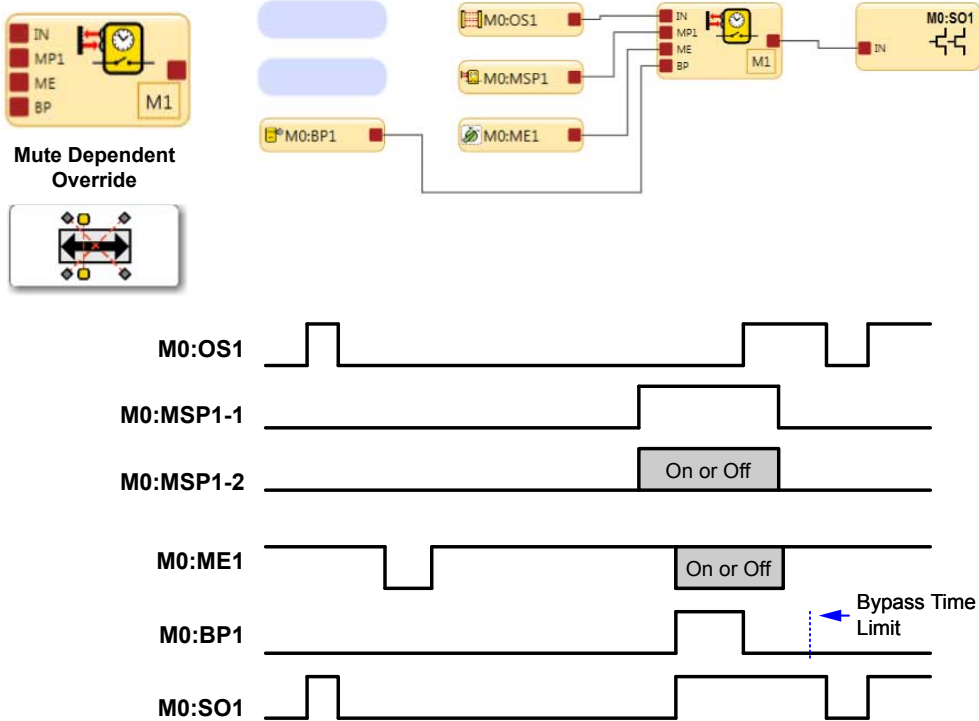 IN
MP1
ME
BP
M1
Mute Dependent
Override
M0:BP1
M0:OS1
M0:MSP1
M0:ME1
IN
MP1
ME
BP
M1
M0:SO1
IN
M0:OS1
M0:MSP1-1
M0:MSP1-2
On or Off
M0:ME1
On or Off
M0:BP1
Bypass Time
Limit
M0:SO1